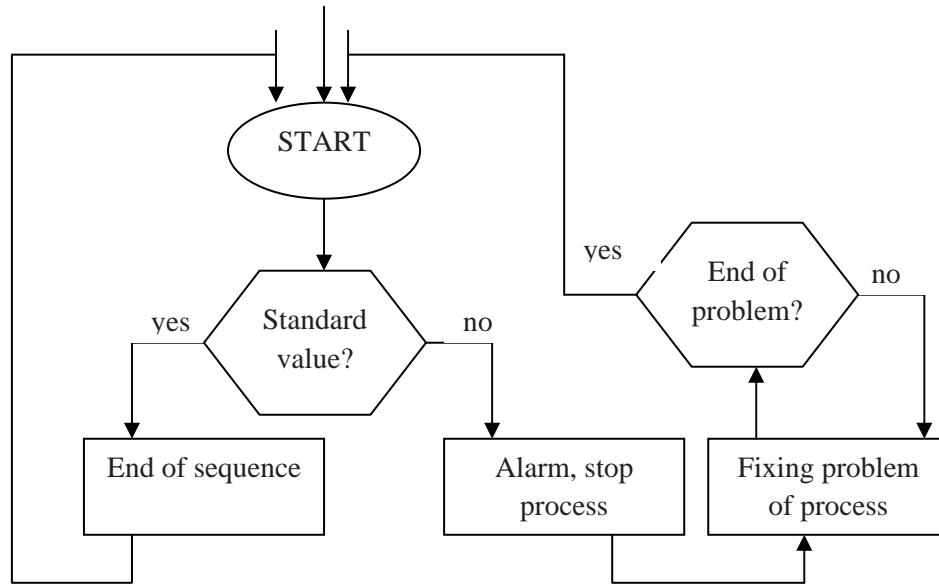 START
yes
End of
problem?
no
yes
Standard
value?
no
End of sequence
Alarm, stop
process
Fixing problem
of process